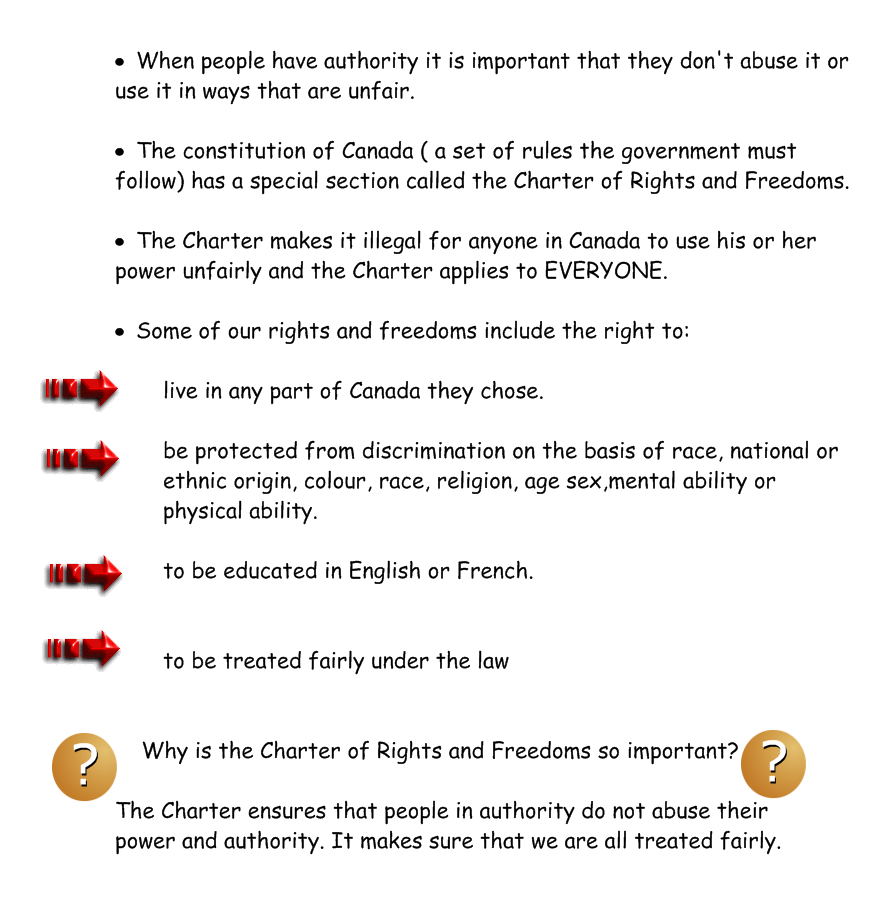 • When people have authority it is important that they don't abuse it or
use it in ways that are unfair.
• The constitution of Canada ( a set of rules the government must
follow) has a special section called the Charter of Rights and Freedoms.
• The Charter makes it illegal for anyone in Canada to use his or her
power unfairly and the Charter applies to EVERYONE.
• Some of our rights and freedoms include the right to:
live in any part of Canada they chose.
be protected from discrimination on the basis of race, national or
ethnic origin, colour, race, religion, age sex,mental ability or
physical ability.
to be educated in English or French.
to be treated fairly under the law
? Why is the Charter of Rights and Freedoms so important? ?
The Charter ensures that people in authority do not abuse their
power and authority. It makes sure that we are all treated fairly.